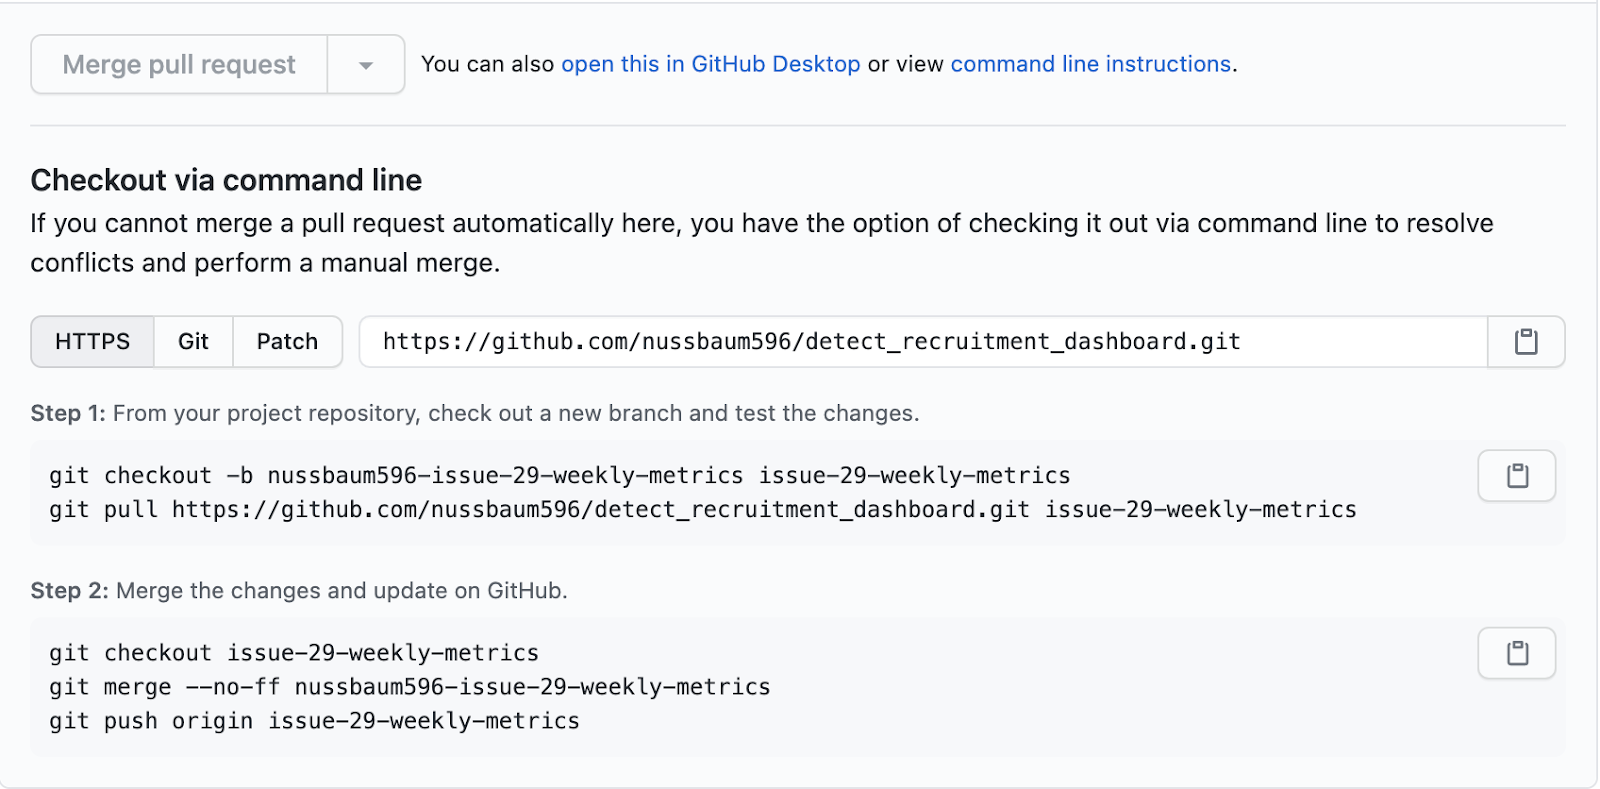 Merge pull request
You can also open this in GitHub Desktop or view command line instructions.
Checkout via command line
If you cannot merge a pull request automatically here, you have the option of checking it out via command line to resolve
conflicts and perform a manual merge.
HTTPS Git Patch https://github.com/nussbaum596/detect_recruitment_dashboard.git
Step 1: From your project repository, check out a new branch and test the changes.
git checkout -b nussbaum596-issue-29-weekly-metrics issue-29-weekly-metrics
git pull https://github.com/nussbaum596/detect_recruitment_dashboard.git issue-29-weekly-metrics
Step 2: Merge the changes and update on GitHub.
git checkout issue-29-weekly-metrics
git merge --no-ff nussbaum596-issue-29-weekly-metrics
git push origin issue-29-weekly-metrics